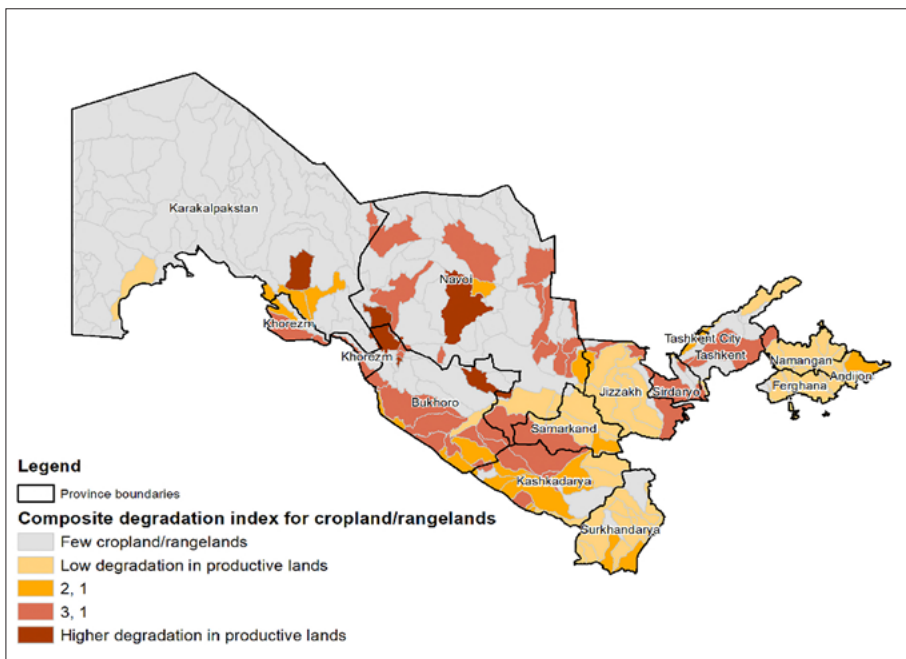 Karakalpakstan
Navoi
Khorezm
Khorezm
Bukhoro
Tashkent City
Tashkent
Namangan
Andijon
Ferghana
Sirdaryo
Jizzakh
Samarkand
Kashkadarya
Surkhandarya
Legend
Province boundaries
Composite degradation index for cropland/rangelands
Few cropland/rangelands
Low degradation in productive lands
2, 1
3, 1
Higher degradation in productive lands